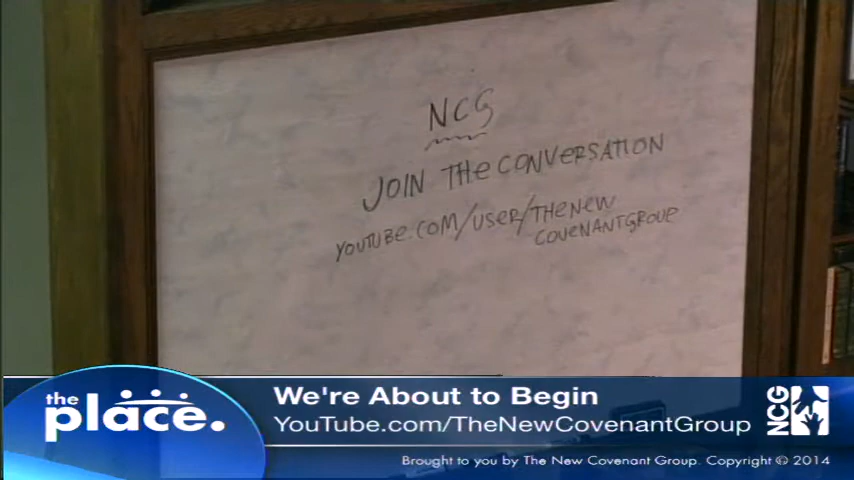 NCG
JOIN THE CONVERSATION
YOUTUBE.COM/USER/THENEW
COVENANTGROUP
the place.
We're About to Begin
YouTube.com/TheNewCovenantGroup
NCG
Brought to you by The New Covenant Group. Copyright © 2014